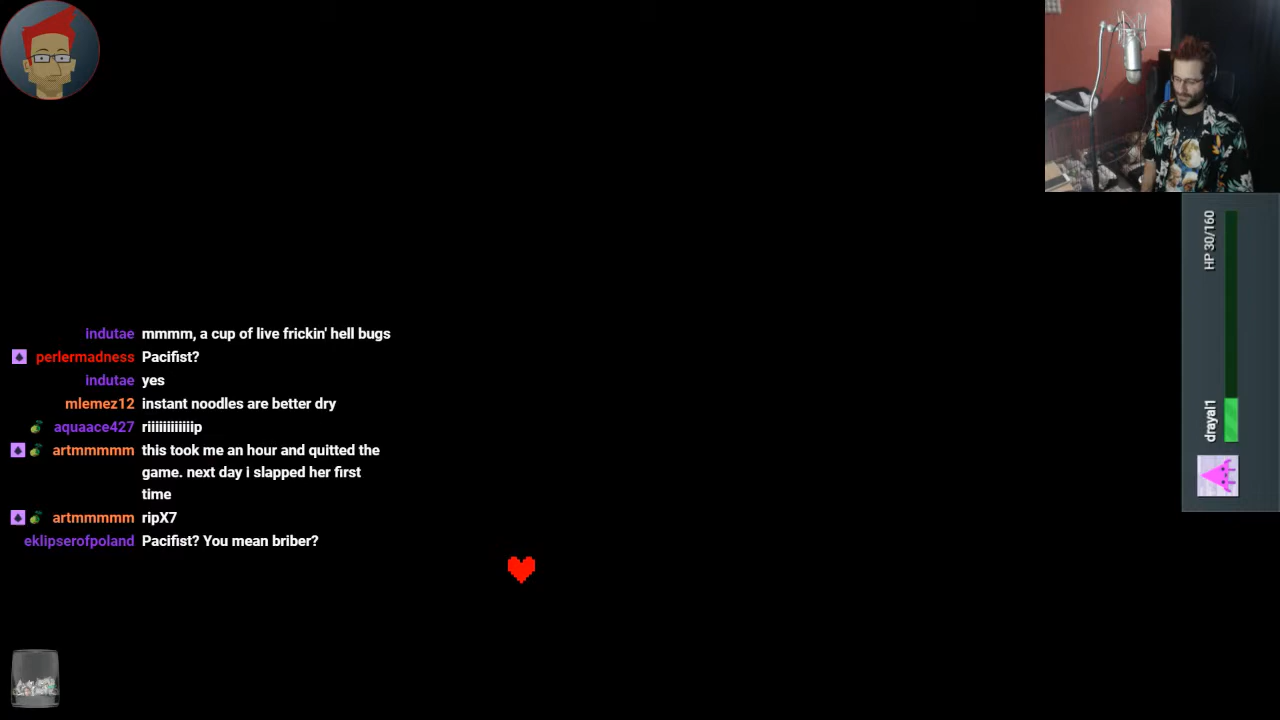 indutae mmmm, a cup of live frickin' hell bugs
perlermadness Pacifist?
indutae yes
mlemez12 instant noodles are better dry
aquaace427 riiiiiiiiiiiip
artmmmmm this took me an hour and quitted the
game. next day i slapped her first
time
artmmmmm ripX7
eklipserofpoland Pacifist? You mean briber?
HP 30/160
drayal1